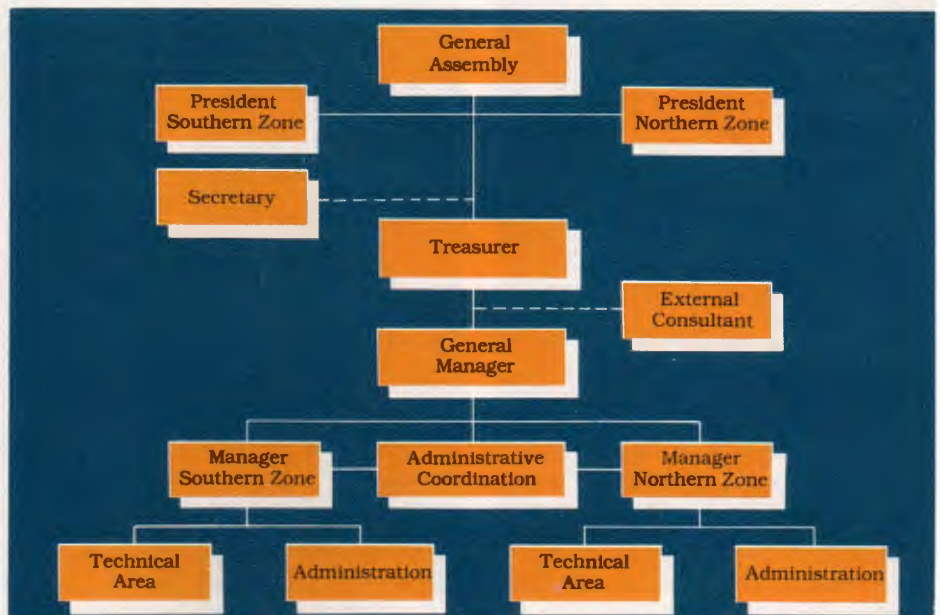 General
Assembly
President
Southern Zone
President
Northern Zone
Secretary
Treasurer
External
Consultant
General
Manager
Manager
Southern Zone
Administrative
Coordination
Manager
Northern Zone
Technical
Area
Administration
Technical
Area
Administration